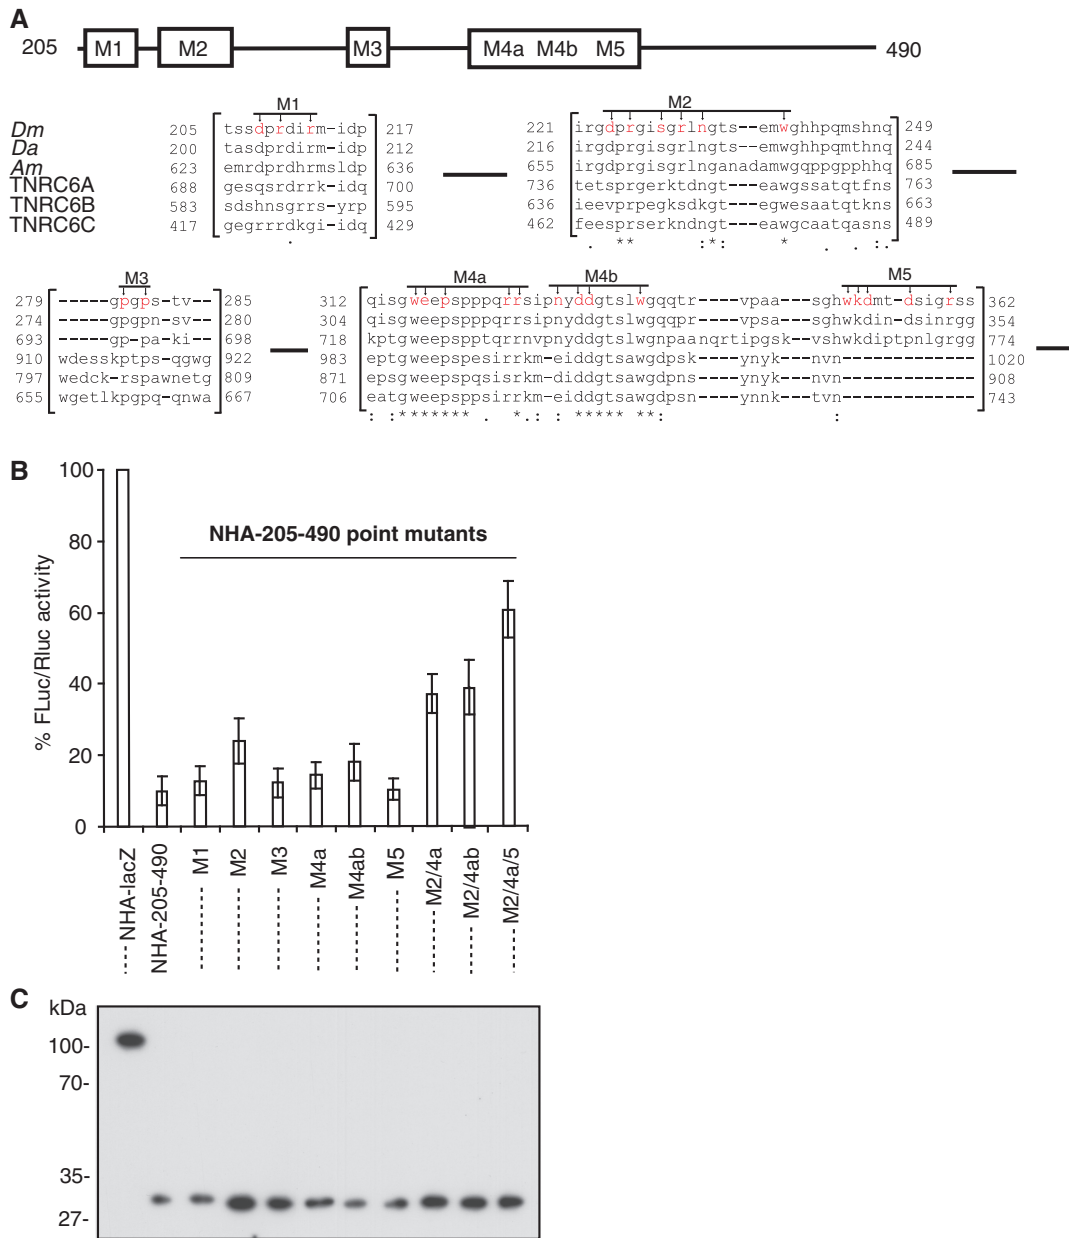 A
205 M1 M2 M3 M4a M4b M5 490
M1 M2
Dm 205 tssdprdirm-idp 217 221 irgdprgisgrlngts--emwghhpqmshnq 249
Da 200 tasdprdirm-idp 212 216 irgdprgisgrlngts--emwghhpqmthnq 244
Am 623 emrdprdhrmsldp 636 655 irgdprgisgrlnganadamwgqppgpphhq 685
TNRC6A 688 gesqsrdrrk-idq 700 736 tetsprgerktdngt---eawgssatqtfns 763
TNRC6B 583 sdshnsgrrs-yrp 595 636 ieevprpegksdkgt---egwesaatqtkns 663
TNRC6C 417 gegrrrdkgi-idq 429 462 feesprserkndngt---eawgcaatqasns 489
. . ** :*: * . . :.
M3 M4a M4b M5
279 -----gpgps-tv-- 285 312 qisgweepspppqrrsipnyddgtslwgqqtr----vpaa--sghwkdmt-dsigrss 362
274 -----gpgpn-sv-- 280 304 qisgweepspppqrrsipnyddgtslwgqqpr----vpsa--sghwkdin-dsinrgg 354
693 -----gp-pa-ki-- 698 718 kptgweepspptqrrnvpnyddgtslwgnpaanqrtipgsk-vshwkdiptpnlgrgg 774
910 wdesskptps-qgwg 922 983 eptgweepspesirrkm-eiddgtsawgdpsk----ynyk--nvn------------- 1020
797 wedck-rspawnetg 809 871 epsgweepspqsisrkm-diddgtsawgdpns----ynyk--nvn------------- 908
655 wgetlkpgpq-qnwa 667 706 eatgweepsppsirrkmeiddgtsawgdpsn----ynnk--tvn------------- 743
: : ******* . *.: : ***** **: :
B
% FLuc/Rluc activity
100
80
60
40
20
0
NHA-205-490 point mutants
NHA-lacZ
NHA-205-490
M1
M2
M3
M4a
M4ab
M5
M2/4a
M2/4ab
M2/4a/5
C
kDa
100-
70-
35-
27-